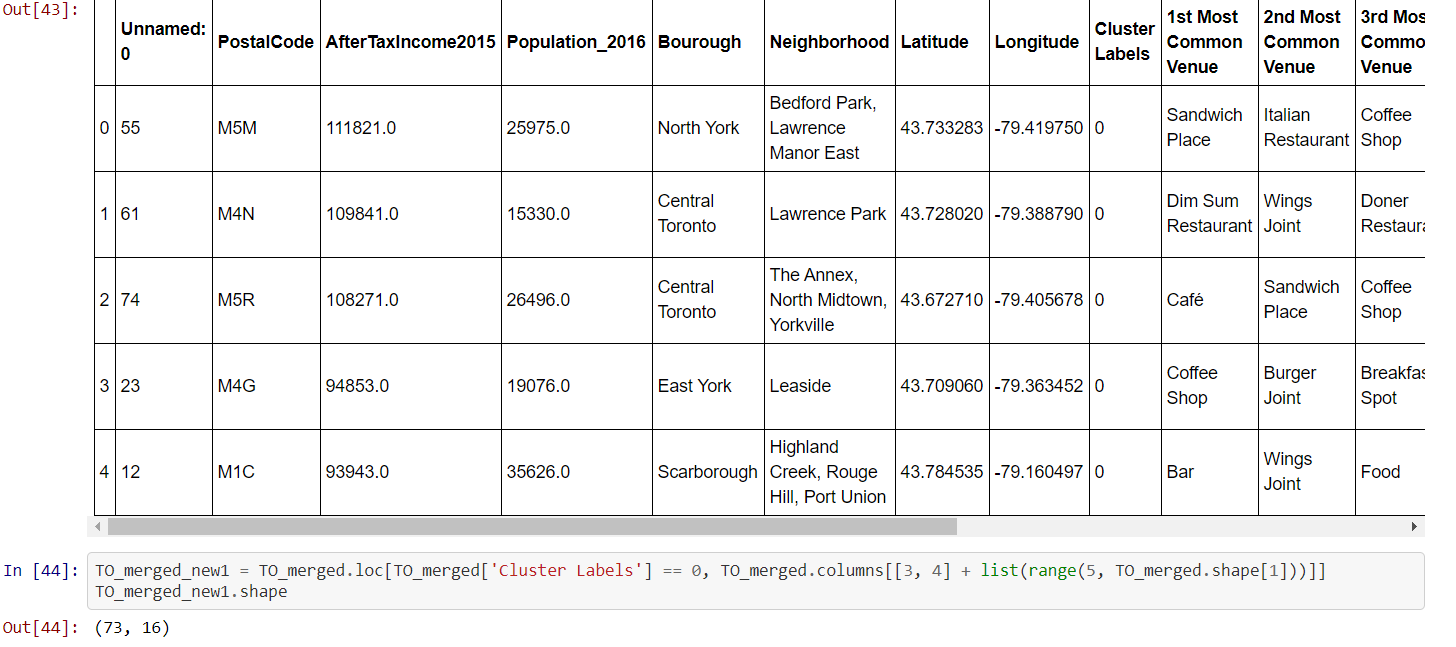 Out[43]:
Unnamed: 0 PostalCode AfterTaxIncome2015 Population_2016 Bourough Neighborhood Latitude Longitude Cluster Labels 1st Most Common Venue 2nd Most Common Venue 3rd Mos Commo Venue
0 55 M5M 111821.0 25975.0 North York Bedford Park, Lawrence Manor East 43.733283 -79.419750 0 Sandwich Place Italian Restaurant Coffee Shop
1 61 M4N 109841.0 15330.0 Central Toronto Lawrence Park 43.728020 -79.388790 0 Dim Sum Restaurant Wings Joint Doner Restaura
2 74 M5R 108271.0 26496.0 Central Toronto The Annex, North Midtown, Yorkville 43.672710 -79.405678 0 Café Sandwich Place Coffee Shop
3 23 M4G 94853.0 19076.0 East York Leaside 43.709060 -79.363452 0 Coffee Shop Burger Joint Breakfas Spot
4 12 M1C 93943.0 35626.0 Scarborough Highland Creek, Rouge Hill, Port Union 43.784535 -79.160497 0 Bar Wings Joint Food
In [44]: TO_merged_new1 = TO_merged.loc[TO_merged['Cluster Labels'] == 0, TO_merged.columns[[3, 4] + list(range(5, TO_merged.shape[1]))]]
TO_merged_new1.shape
Out[44]: (73, 16)